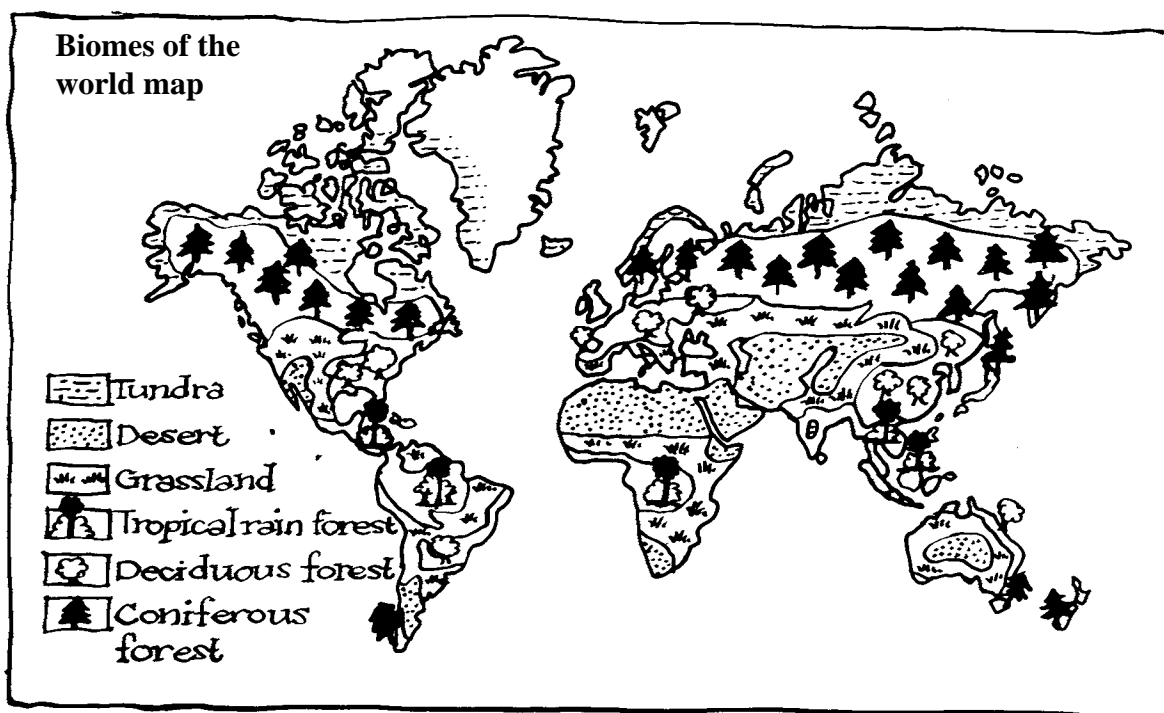 Biomes of the
world map
Tundra
Desert
Grassland
Tropical rain forest
Deciduous forest
Coniferous
forest